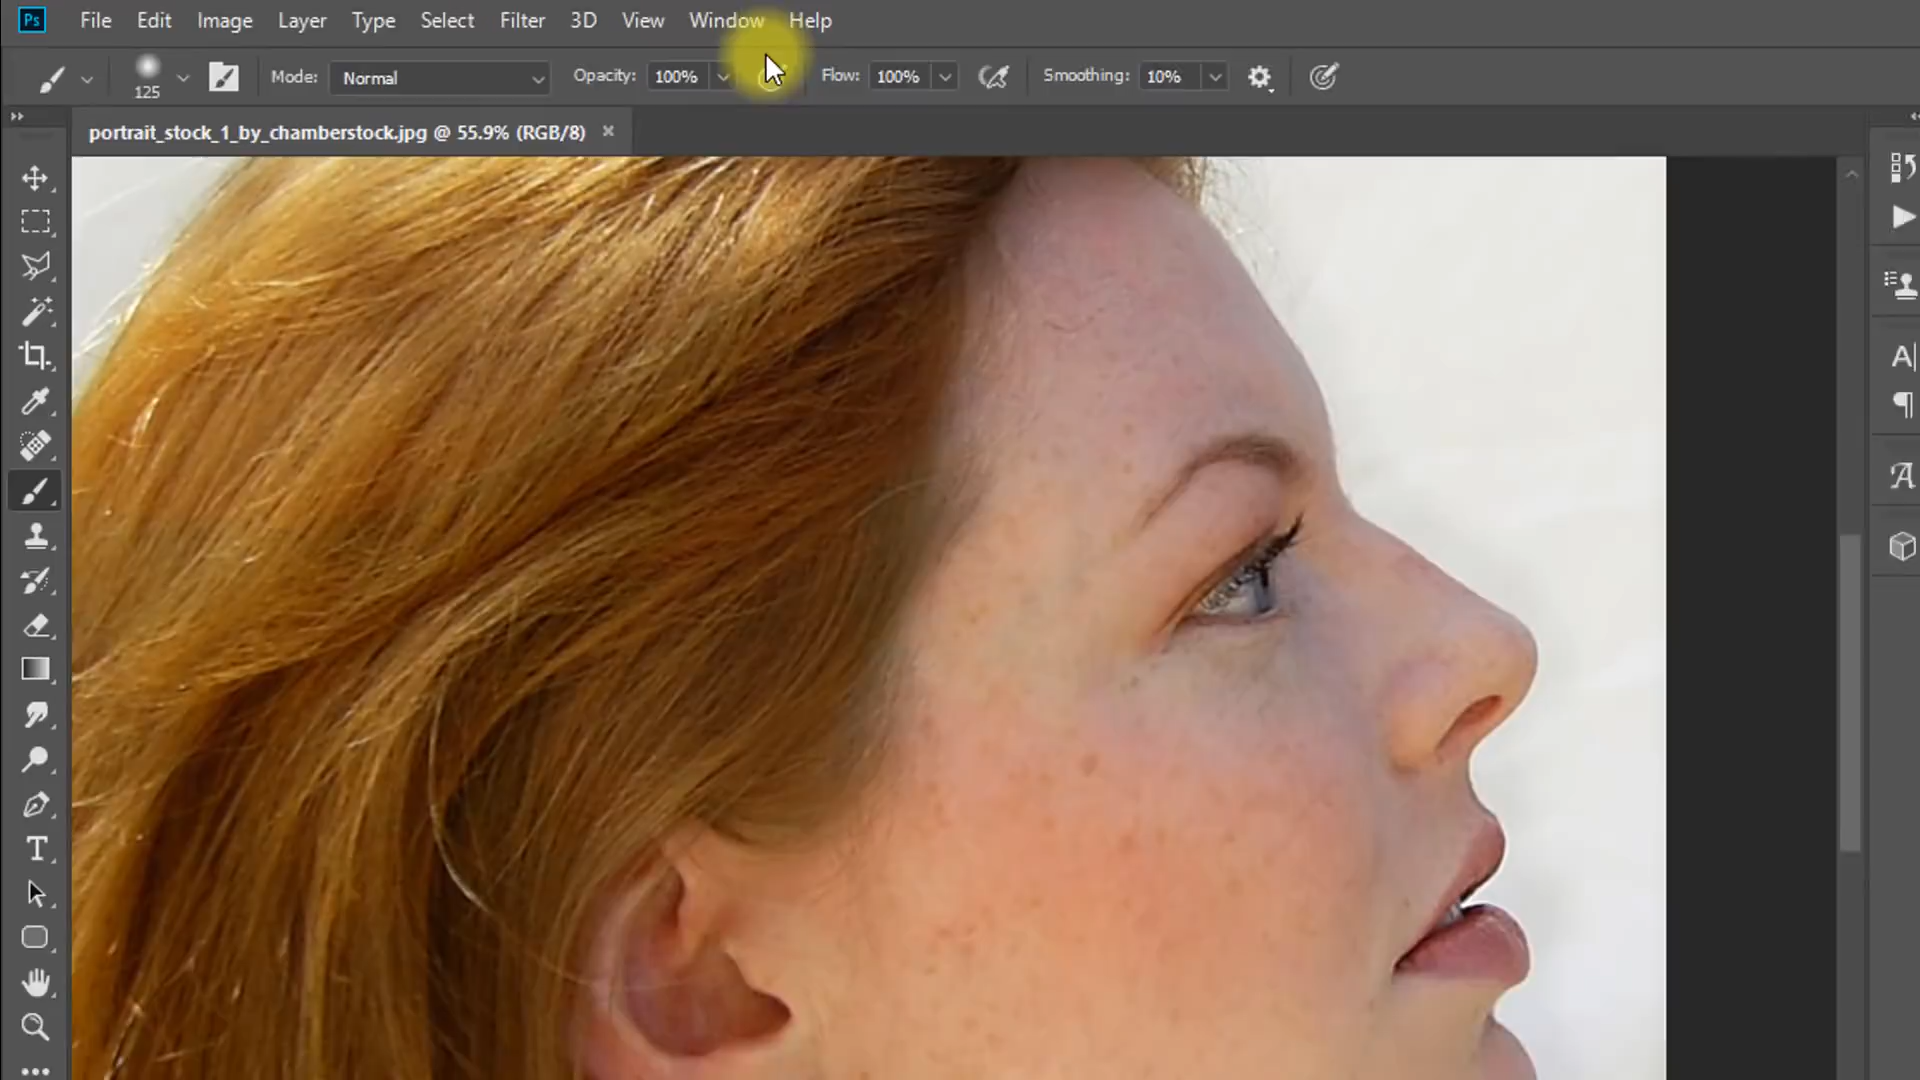 Ps File Edit Image Layer Type Select Filter 3D View Window Help
125 Mode: Normal Opacity: 100% Flow: 100% Smoothing: 10%
portrait_stock_1_by_chamberstock.jpg @ 55.9% (RGB/8) ×